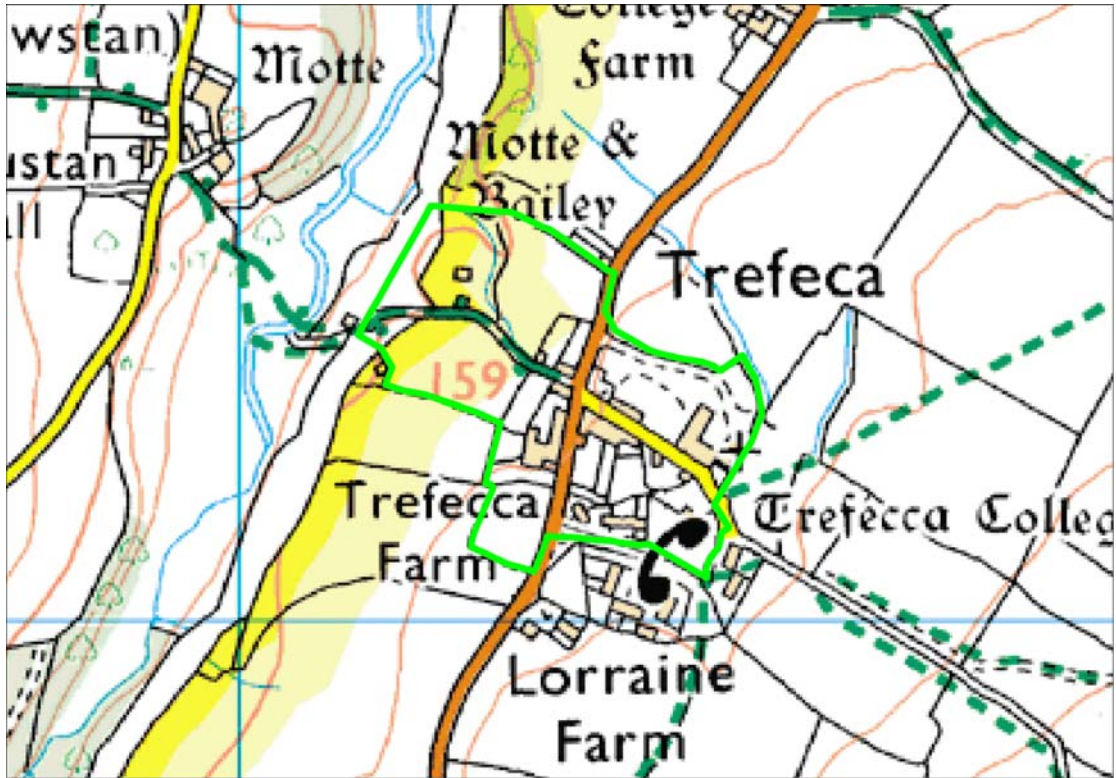 wstan)
Motte
College
Farm
ustan
all
Motte &
Bailey
Trefeca
159
Trefecca
Farm
Trefecca Colleg
Lorraine
Farm